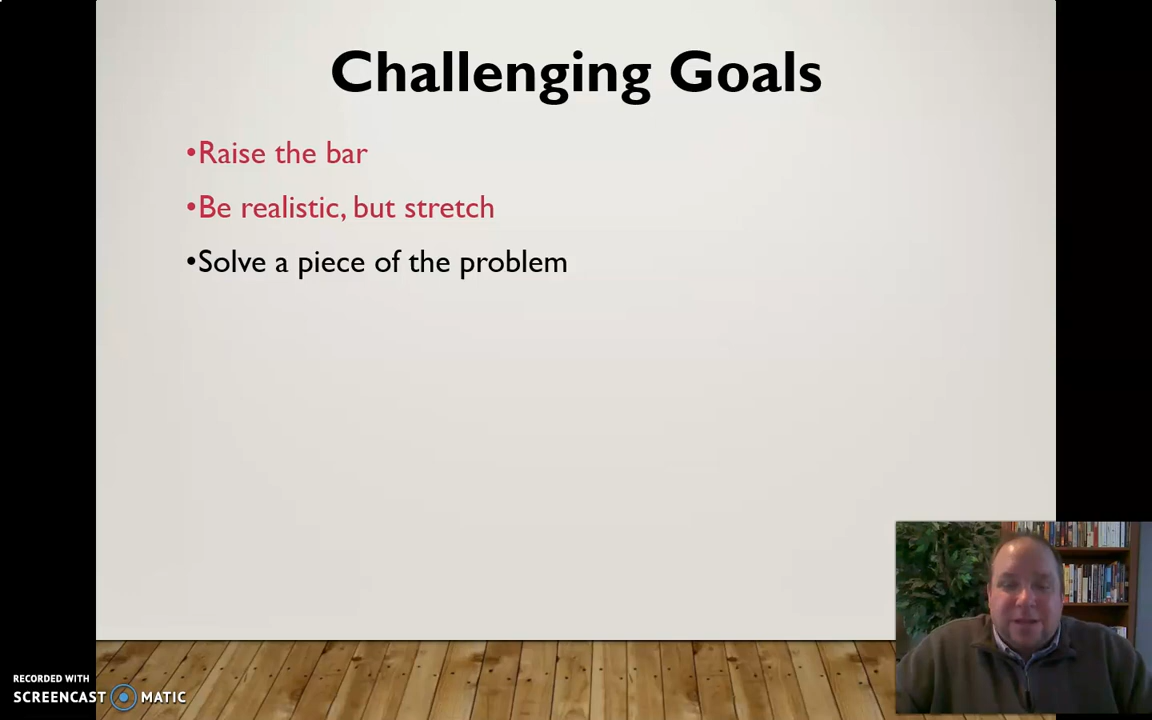 Challenging Goals
•Raise the bar
•Be realistic, but stretch
•Solve a piece of the problem
RECORDED WITH
SCREENCAST MATIC